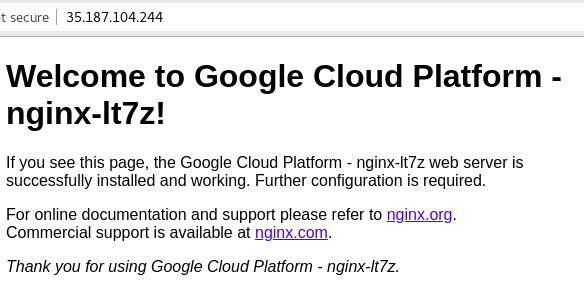 t secure 35.187.104.244
Welcome to Google Cloud Platform -
nginx-lt7z!
If you see this page, the Google Cloud Platform - nginx-lt7z web server is
successfully installed and working. Further configuration is required.
For online documentation and support please refer to nginx.org.
Commercial support is available at nginx.com.
Thank you for using Google Cloud Platform - nginx-lt7z.